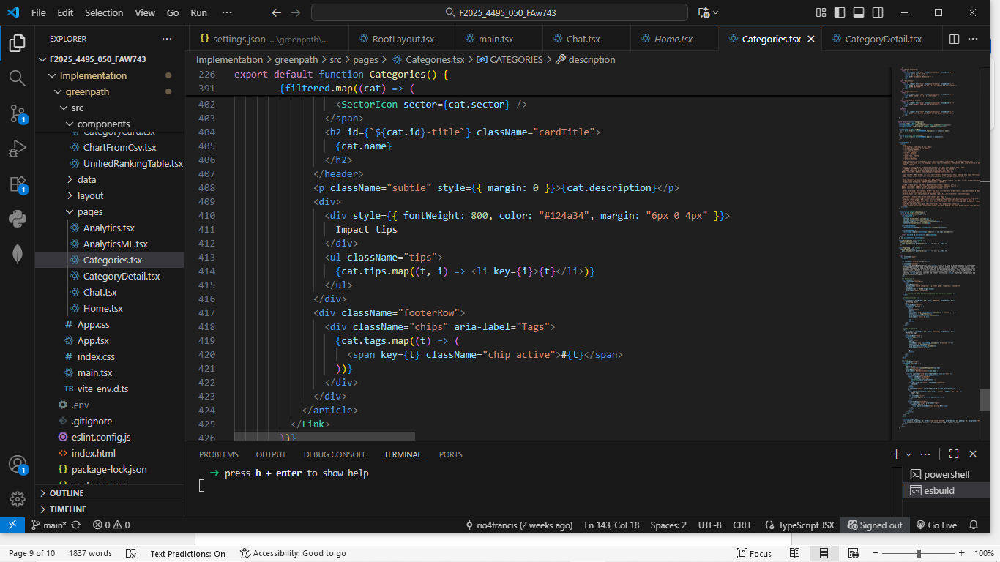 File Edit Selection View Go Run ··· F2025_4495_050_FAw743
EXPLORER ···
F2025_4495_050_FAW743
Implementation
greenpath
src
components
CategoryCard.tsx
ChartFromCsv.tsx
UnifiedRankingTable.tsx
data
layout
pages
Analytics.tsx
AnalyticsML.tsx
Categories.tsx
CategoryDetail.tsx
Chat.tsx
Home.tsx
# App.css
App.tsx
# index.css
main.tsx
TS vite-env.d.ts
.env
.gitignore
eslint.config.js
<> index.html
{} package-lock.json
{} package.json
OUTLINE
TIMELINE
{} settings.json ...\greenpath\... RootLayout.tsx main.tsx Chat.tsx Home.tsx Categories.tsx CategoryDetail.tsx ···
Implementation > greenpath > src > pages > Categories.tsx > CATEGORIES > description
226 export default function Categories() {
391 {filtered.map((cat) => (
402 <SectorIcon sector={cat.sector} />
403 </span>
404 <h2 id={`${cat.id}-title`} className="cardTitle">
405 {cat.name}
406 </h2>
407 </header>
408 <p className="subtle" style={{ margin: 0 }}>{cat.description}</p>
409 <div>
410 <div style={{ fontWeight: 800, color: "#124a34", margin: "6px 0 4px" }}>
411 Impact tips
412 </div>
413 <ul className="tips">
414 {cat.tips.map((t, i) => <li key={i}>{t}</li>)}
415 </ul>
416 </div>
417 <div className="footerRow">
418 <div className="chips" aria-label="Tags">
419 {cat.tags.map((t) => (
420 <span key={t} className="chip active">#{t}</span>
421 ))}
422 </div>
423 </div>
424 </article>
425 </Link>
426 ))}
PROBLEMS OUTPUT DEBUG CONSOLE TERMINAL PORTS
➜ press h + enter to show help
powershell
esbuild
1
1
1
main* 0 0 rio4francis (2 weeks ago) Ln 143, Col 18 Spaces: 2 UTF-8 CRLF {} TypeScript JSX Signed out Go Live
Page 9 of 10 1837 words Text Predictions: On Accessibility: Good to go Focus 100%